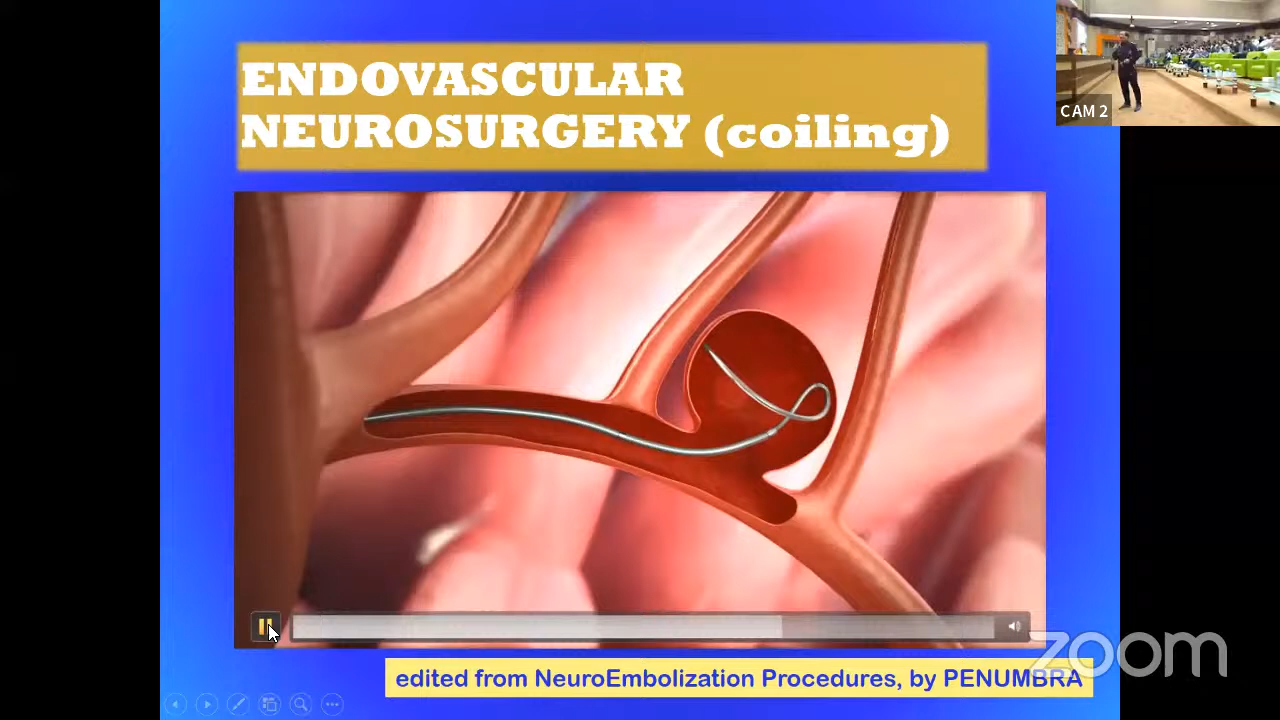 ENDOVASCULAR
NEUROSURGERY (coiling)
CAM 2
edited from NeuroEmbolization Procedures, by PENUMBRA
zoom